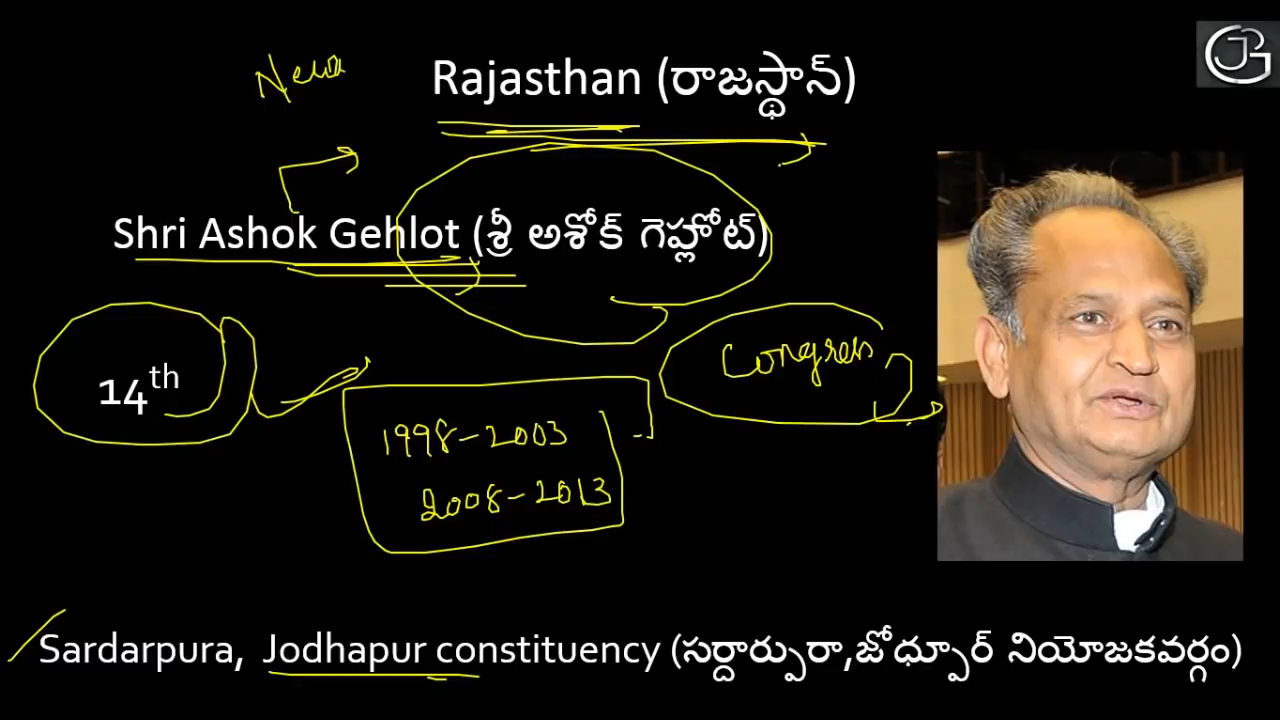 New
Rajasthan (రాజస్థాన్)
Shri Ashok Gehlot (శ్రీ అశోక్ గెహ్లోట్)
14th
Congress
1998-2003
2008-2013
Sardarpura, Jodhapur constituency (సర్దార్పురా,జోధ్పూర్ నియోజకవర్గం)